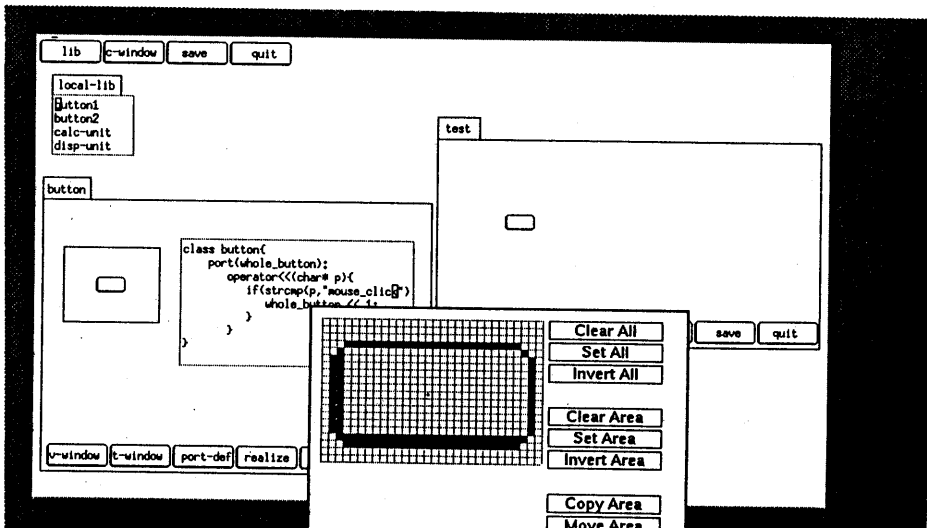 lib c-window save quit
local-lib
button1
button2
calc-unit
disp-unit
test
button
class button{
port(whole_button);
operator<<(char* p){
if(strcmp(p,"mouse_click")
whole_button << 1;
}
}
}
save quit
Clear All
Set All
Invert All
Clear Area
Set Area
Invert Area
Copy Area
Move Area
v-window t-window port-def realize